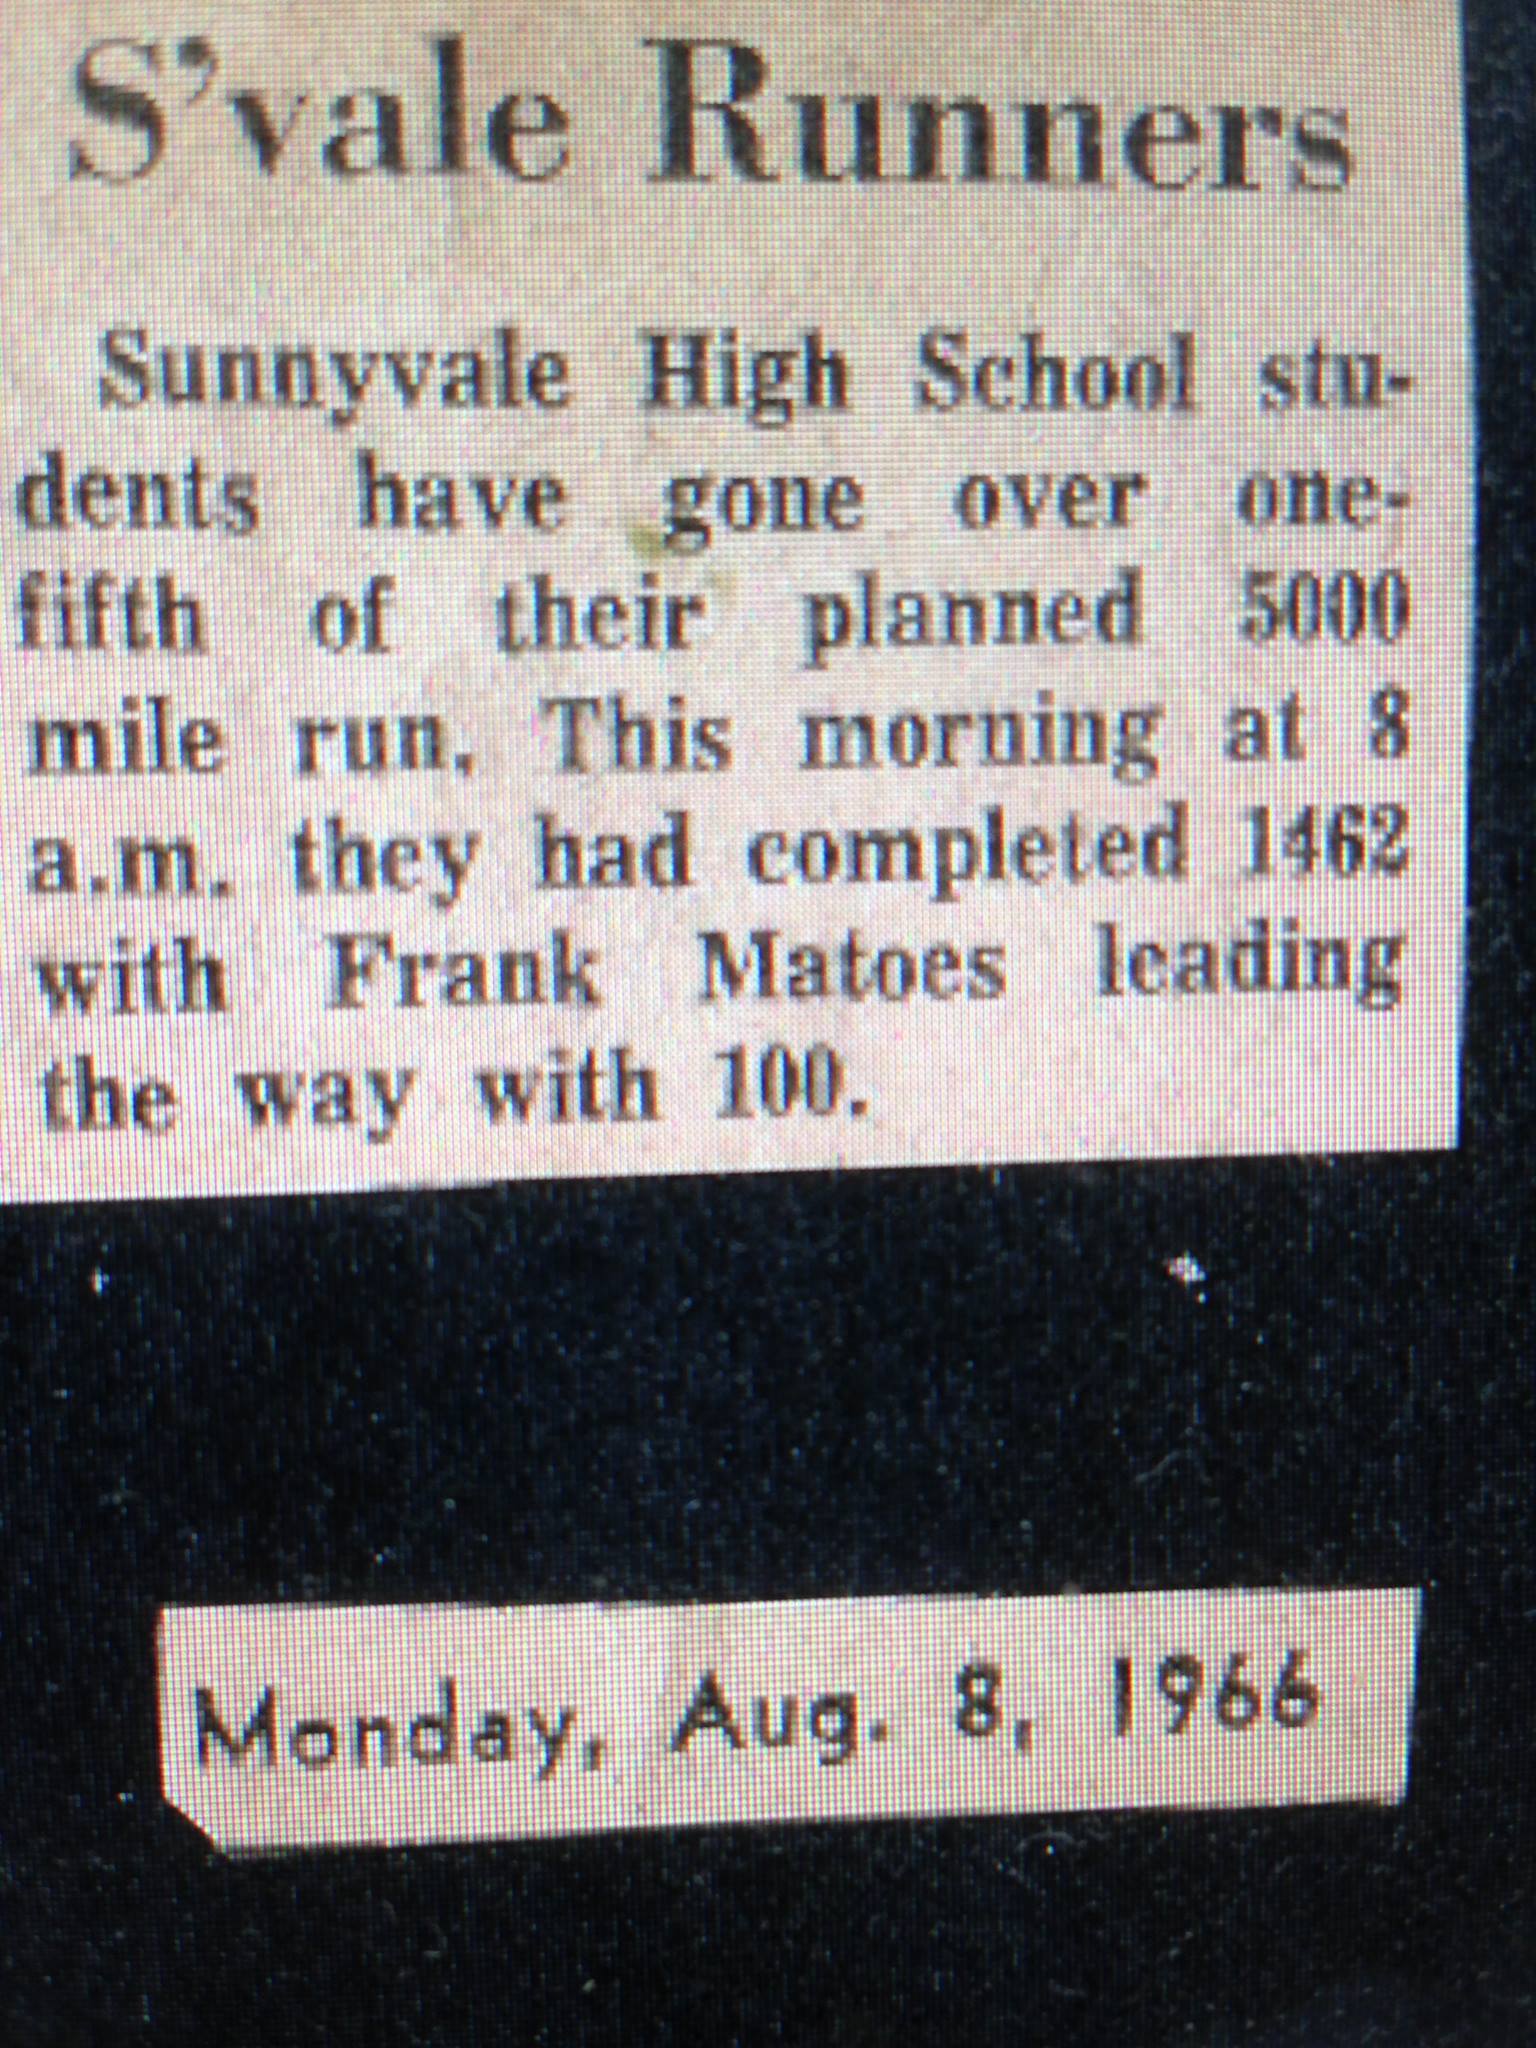 S'vale Runners
Sunnyvale High School stu-
dents have gone over one-
fifth of their planned 5000
mile run. This morning at 8
a.m. they had completed 1462
with Frank Matoes leading
the way with 100.
Monday, Aug. 8, 1966